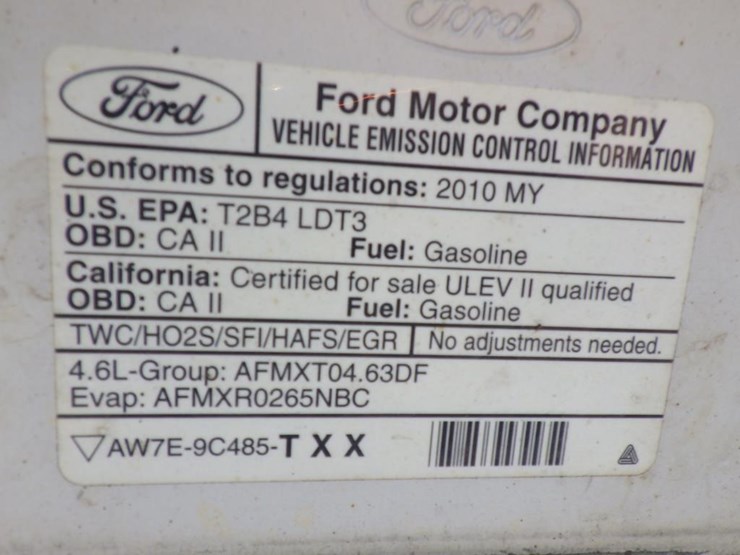 Ford
Ford
Ford Motor Company
VEHICLE EMISSION CONTROL INFORMATION
Conforms to regulations: 2010 MY
U.S. EPA: T2B4 LDT3
OBD: CA II Fuel: Gasoline
California: Certified for sale ULEV II qualified
OBD: CA II Fuel: Gasoline
TWC/HO2S/SFI/HAFS/EGR No adjustments needed.
4.6L-Group: AFMXT04.63DF
Evap: AFMXR0265NBC
AW7E-9C485-T X X